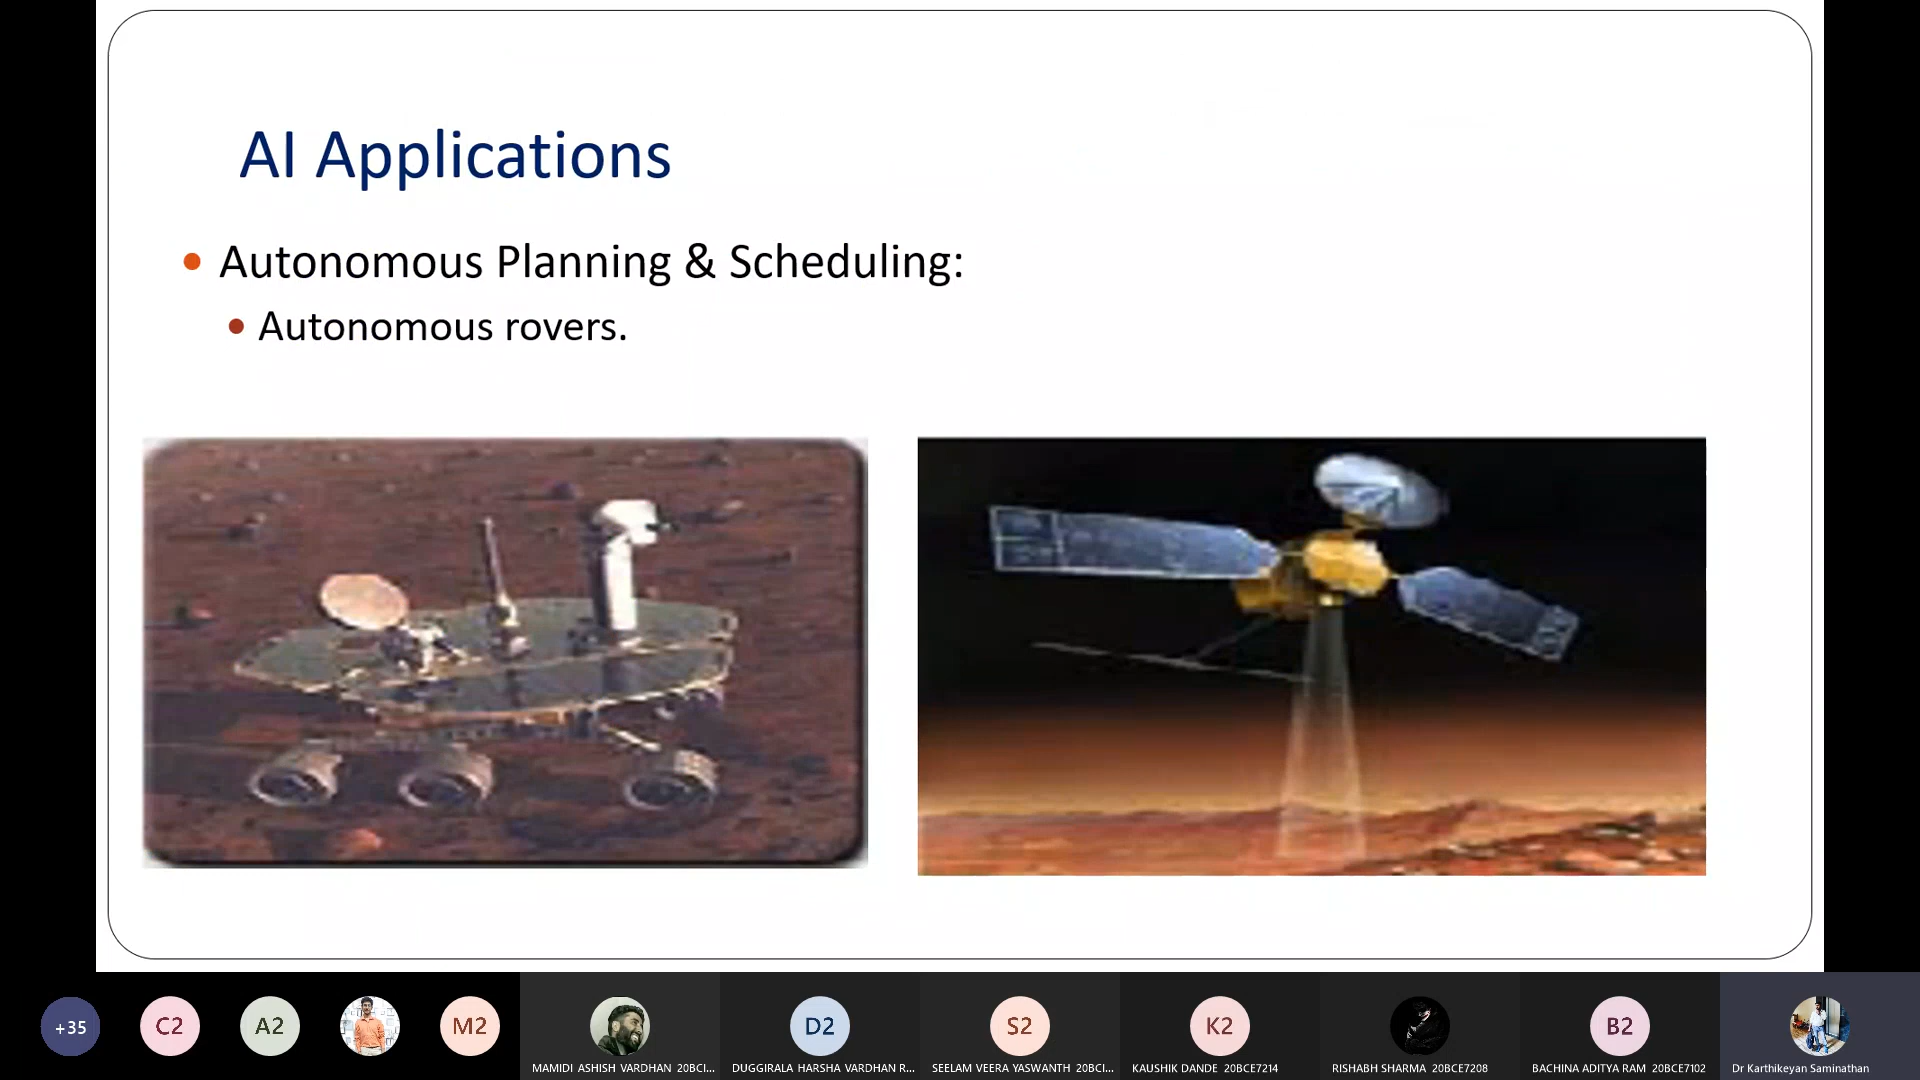 AI Applications
Autonomous Planning & Scheduling:
Autonomous rovers.
+35
C2
A2
M2
D2
S2
K2
B2
MAMIDI ASHISH VARDHAN 20BCI...
DUGGIRALA HARSHA VARDHAN R...
SEELAM VEERA YASWANTH 20BCI...
KAUSHIK DANDE 20BCE7214
RISHABH SHARMA 20BCE7208
BACHINA ADITYA RAM 20BCE7102
Dr Karthikeyan Saminathan